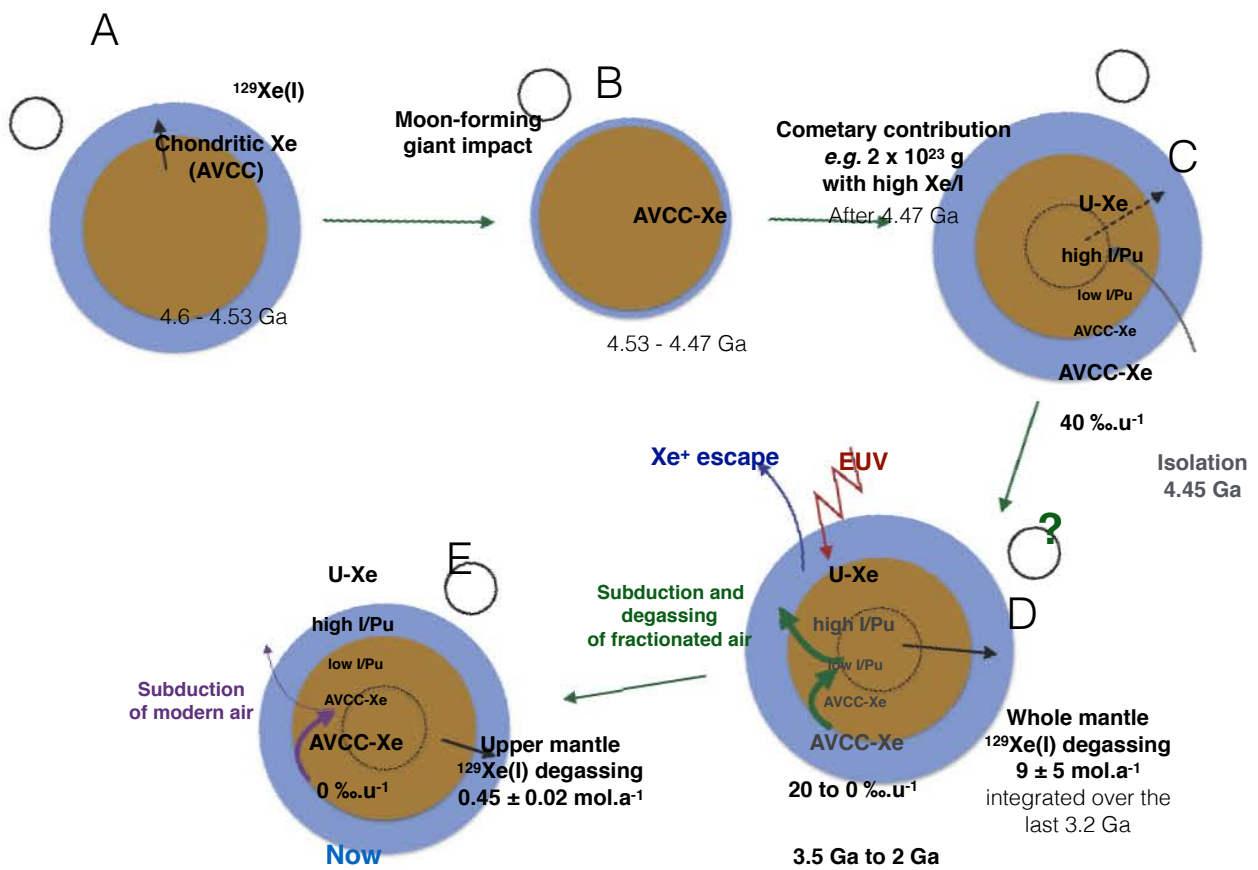 A
¹²⁹Xe(I)
Chondritic Xe
(AVCC)
4.6 - 4.53 Ga
Moon-forming
giant impact
B
AVCC-Xe
4.53 - 4.47 Ga
Cometary contribution
e.g. 2 x 10²³ g
with high Xe/I
After 4.47 Ga
C
U-Xe
high I/Pu
low I/Pu
AVCC-Xe
AVCC-Xe
40 ‰.u⁻¹
Isolation
4.45 Ga
Xe⁺ escape
EUV
?
D
U-Xe
high I/Pu
low I/Pu
AVCC-Xe
AVCC-Xe
20 to 0 ‰.u⁻¹
3.5 Ga to 2 Ga
Subduction and
degassing
of fractionated air
Whole mantle
¹²⁹Xe(I) degassing
9 ± 5 mol.a⁻¹
integrated over the
last 3.2 Ga
E
U-Xe
high I/Pu
low I/Pu
AVCC-Xe
AVCC-Xe
0 ‰.u⁻¹
Now
Subduction
of modern air
Upper mantle
¹²⁹Xe(I) degassing
0.45 ± 0.02 mol.a⁻¹